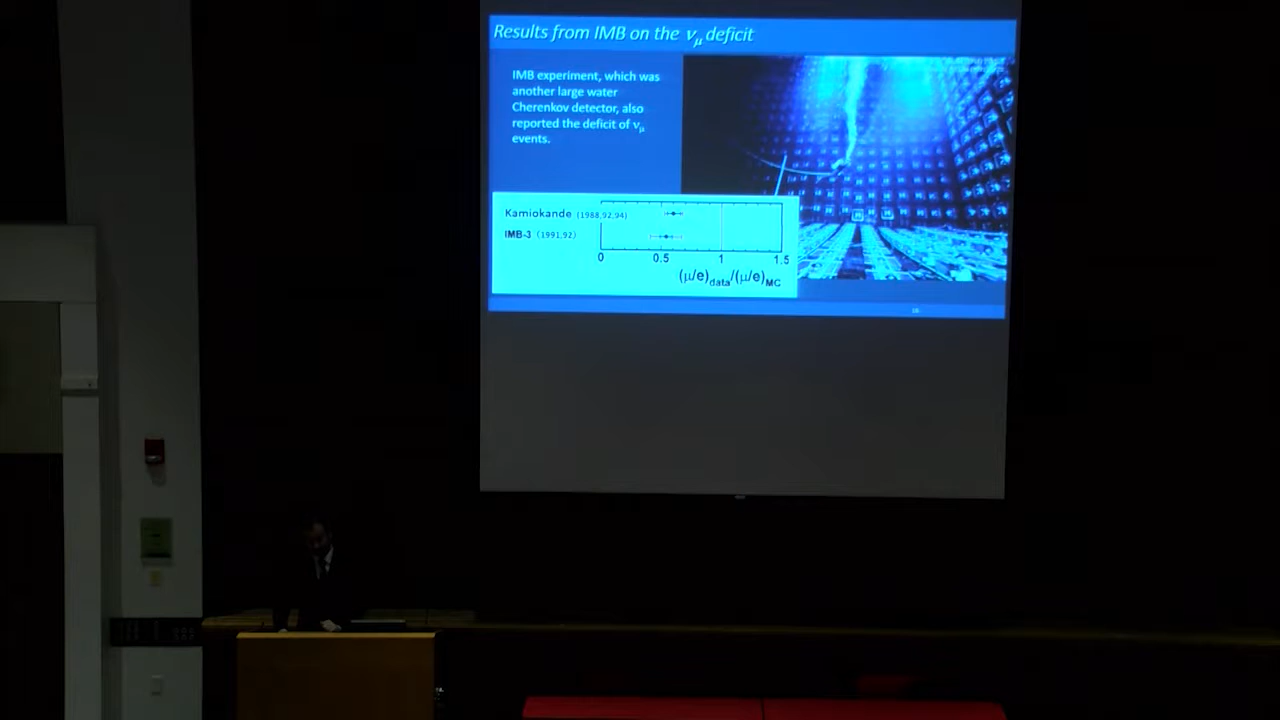 Results from IMB on the νμ deficit
IMB experiment, which was
another large water
Cherenkov detector, also
reported the deficit of νμ
events.
Kamiokande (1988,92,94)
IMB-3 (1991,92)
0 0.5 1 1.5
(μ/e)data/(μ/e)MC